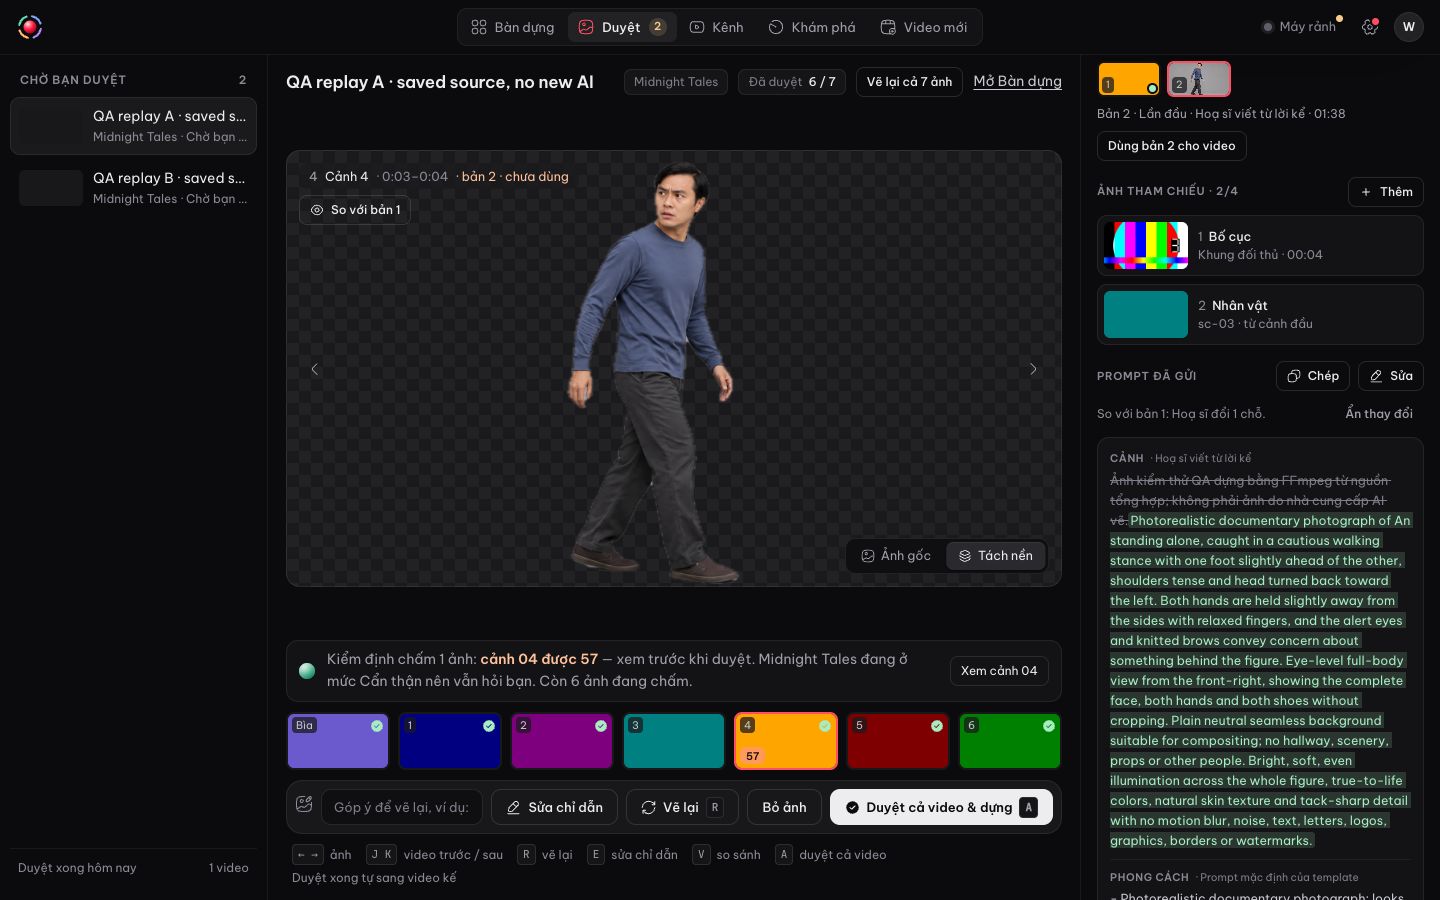 Bàn dựng
Duyệt 2
Kênh
Khám phá
Video mới
Máy rảnh
W
CHỜ BẠN DUYỆT 2
QA replay A · saved s...
Midnight Tales · Chờ bạn ...
QA replay B · saved s...
Midnight Tales · Chờ bạn ...
Duyệt xong hôm nay 1 video
QA replay A · saved source, no new AI
Midnight Tales
Đã duyệt 6 / 7
Vẽ lại cả 7 ảnh
Mở Bàn dựng
4 Cảnh 4 · 0:03–0:04 · bản 2 · chưa dùng
So với bản 1
Ảnh gốc
Tách nền
Kiểm định chấm 1 ảnh: cảnh 04 được 57 — xem trước khi duyệt. Midnight Tales đang ở
mức Cẩn thận nên vẫn hỏi bạn. Còn 6 ảnh đang chấm.
Xem cảnh 04
Bìa
1
2
3
4
57
5
6
Góp ý để vẽ lại, ví dụ:
Sửa chỉ dẫn
Vẽ lại R
Bỏ ảnh
Duyệt cả video & dựng A
← → ảnh J K video trước / sau R vẽ lại E sửa chỉ dẫn V so sánh A duyệt cả video
Duyệt xong tự sang video kế
1
2
Bản 2 · Lần đầu · Hoạ sĩ viết từ lời kể · 01:38
Dùng bản 2 cho video
ẢNH THAM CHIẾU · 2/4
+ Thêm
1 Bố cục
Khung đối thủ · 00:04
2 Nhân vật
sc-03 · từ cảnh đầu
PROMPT ĐÃ GỬI
Chép
Sửa
So với bản 1: Hoạ sĩ đổi 1 chỗ.
Ẩn thay đổi
CẢNH · Hoạ sĩ viết từ lời kể
Ảnh kiểm thử QA dựng bằng FFmpeg từ nguồn
tổng hợp; không phải ảnh do nhà cung cấp AI
vẽ. Photorealistic documentary photograph of An
standing alone, caught in a cautious walking
stance with one foot slightly ahead of the other,
shoulders tense and head turned back toward
the left. Both hands are held slightly away from
the sides with relaxed fingers, and the alert eyes
and knitted brows convey concern about
something behind the figure. Eye-level full-body
view from the front-right, showing the complete
face, both hands and both shoes without
cropping. Plain neutral seamless background
suitable for compositing; no hallway, scenery,
props or other people. Bright, soft, even
illumination across the whole figure, true-to-life
colors, natural skin texture and tack-sharp detail
with no motion blur, noise, text, letters, logos,
graphics, borders or watermarks.
PHONG CÁCH · Prompt mặc định của template
- Photorealistic documentary photograph: looks